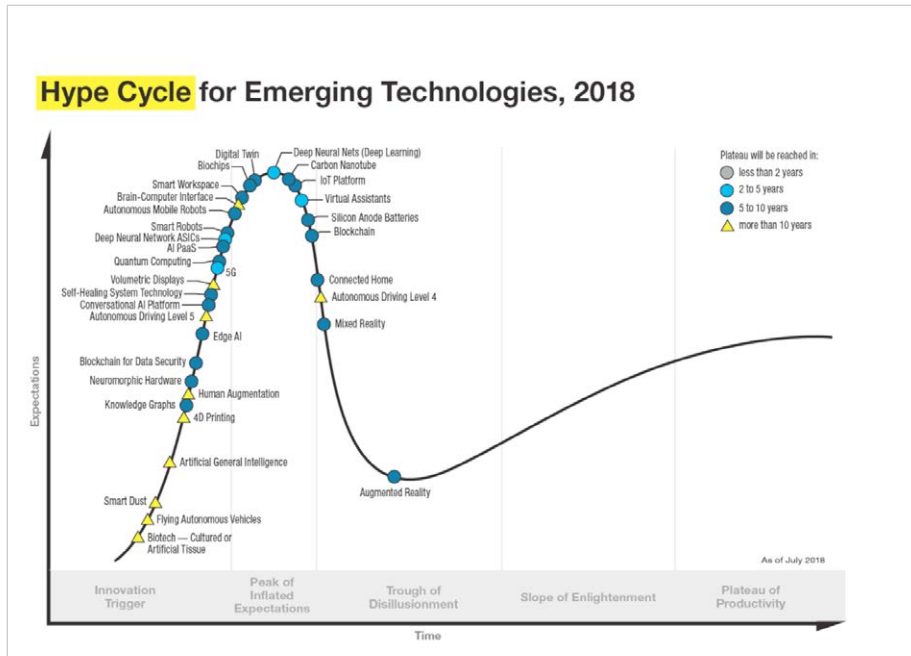 Hype Cycle for Emerging Technologies, 2018
Plateau will be reached in:
less than 2 years
2 to 5 years
5 to 10 years
more than 10 years
Digital Twin
Biochips
Smart Workspace
Brain-Computer Interface
Autonomous Mobile Robots
Smart Robots
Deep Neural Network ASICs
AI PaaS
Quantum Computing
5G
Volumetric Displays
Self-Healing System Technology
Conversational AI Platform
Autonomous Driving Level 5
Edge AI
Blockchain for Data Security
Neuromorphic Hardware
Human Augmentation
Knowledge Graphs
4D Printing
Artificial General Intelligence
Smart Dust
Flying Autonomous Vehicles
Biotech — Cultured or
Artificial Tissue
Deep Neural Nets (Deep Learning)
Carbon Nanotube
IoT Platform
Virtual Assistants
Silicon Anode Batteries
Blockchain
Connected Home
Autonomous Driving Level 4
Mixed Reality
Augmented Reality
Expectations
As of July 2018
Innovation
Trigger
Peak of
Inflated
Expectations
Trough of
Disillusionment
Slope of Enlightenment
Plateau of
Productivity
Time